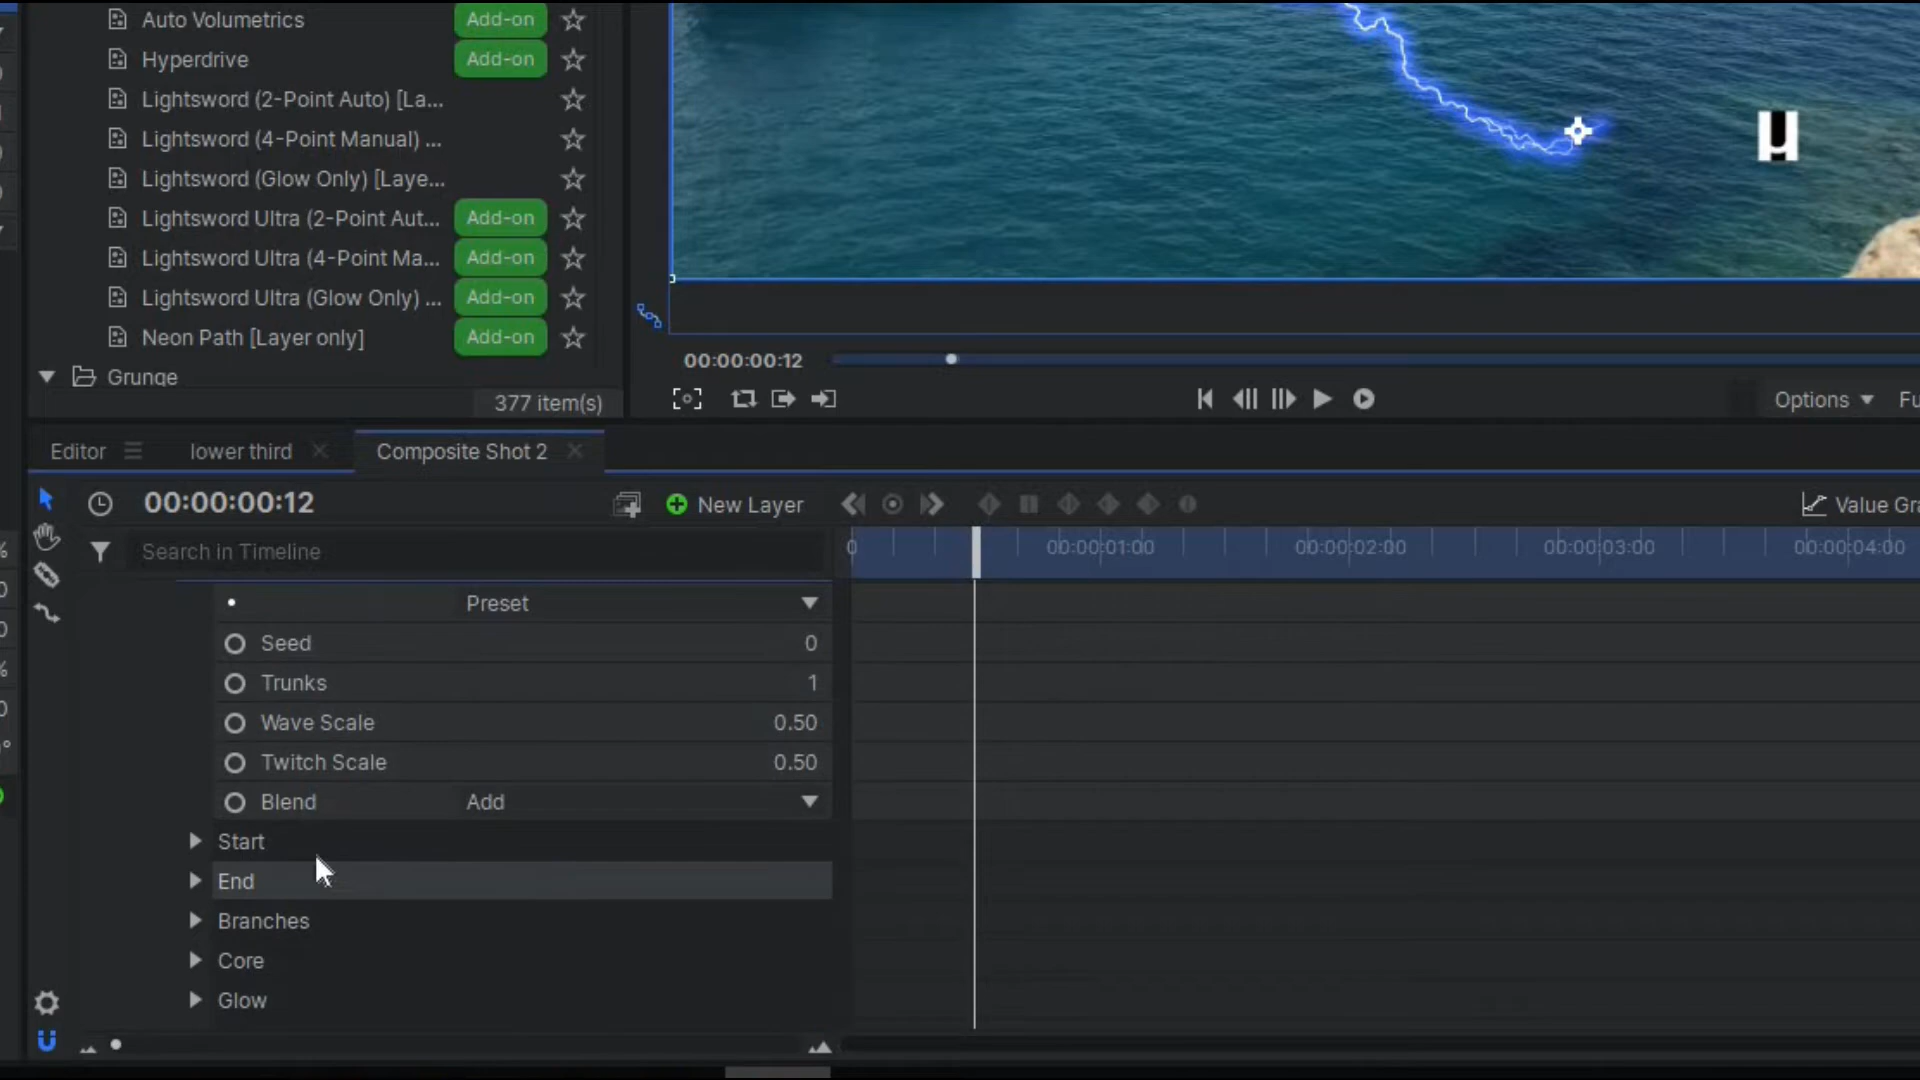 Auto Volumetrics Add-on
Hyperdrive Add-on
Lightsword (2-Point Auto) [La...
Lightsword (4-Point Manual) ...
Lightsword (Glow Only) [Laye...
Lightsword Ultra (2-Point Aut... Add-on
Lightsword Ultra (4-Point Ma... Add-on
Lightsword Ultra (Glow Only) ... Add-on
Neon Path [Layer only] Add-on
Grunge
377 item(s)
µ
00:00:00:12
Options Fu
Editor lower third Composite Shot 2
00:00:00:12 New Layer Value Gra
Search in Timeline
0 00:00:01:00 00:00:02:00 00:00:03:00 00:00:04:00
Preset
Seed 0
Trunks 1
Wave Scale 0.50
Twitch Scale 0.50
Blend Add
Start
End
Branches
Core
Glow